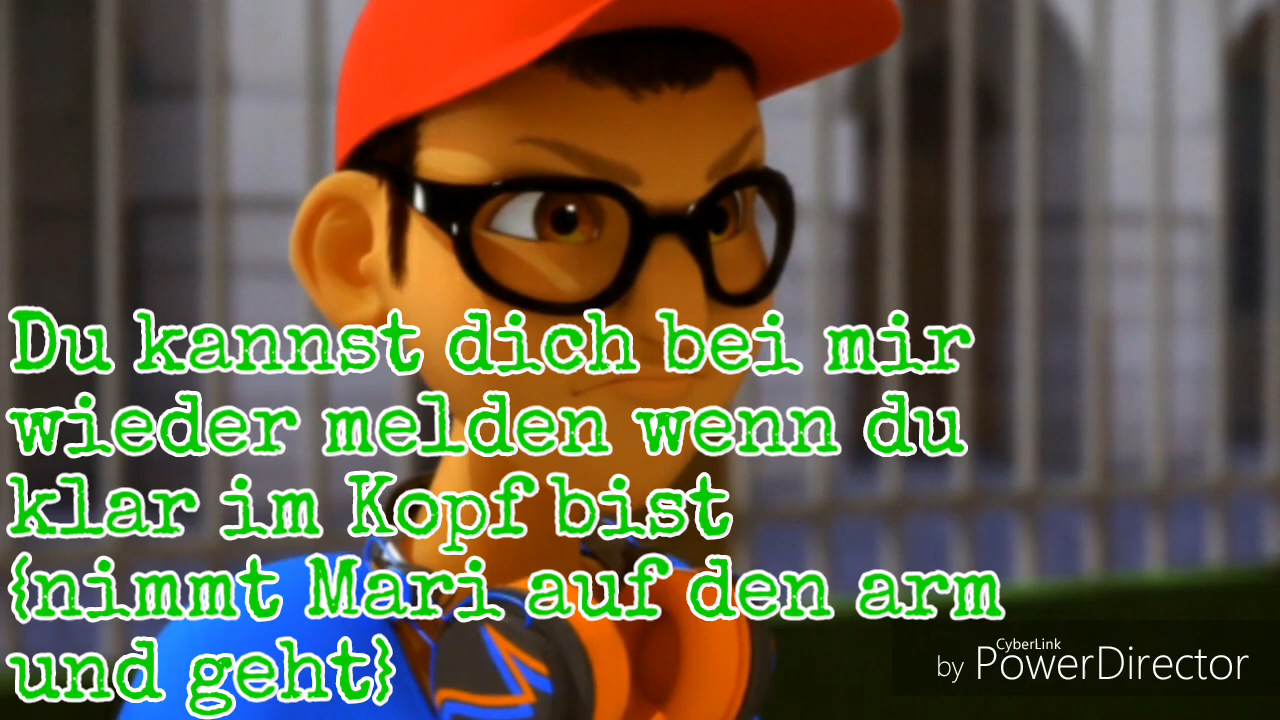 Du kannst dich bei mir
wieder melden wenn du
klar im Kopf bist
{nimmt Mari auf den arm
und geht}
CyberLink
by PowerDirector